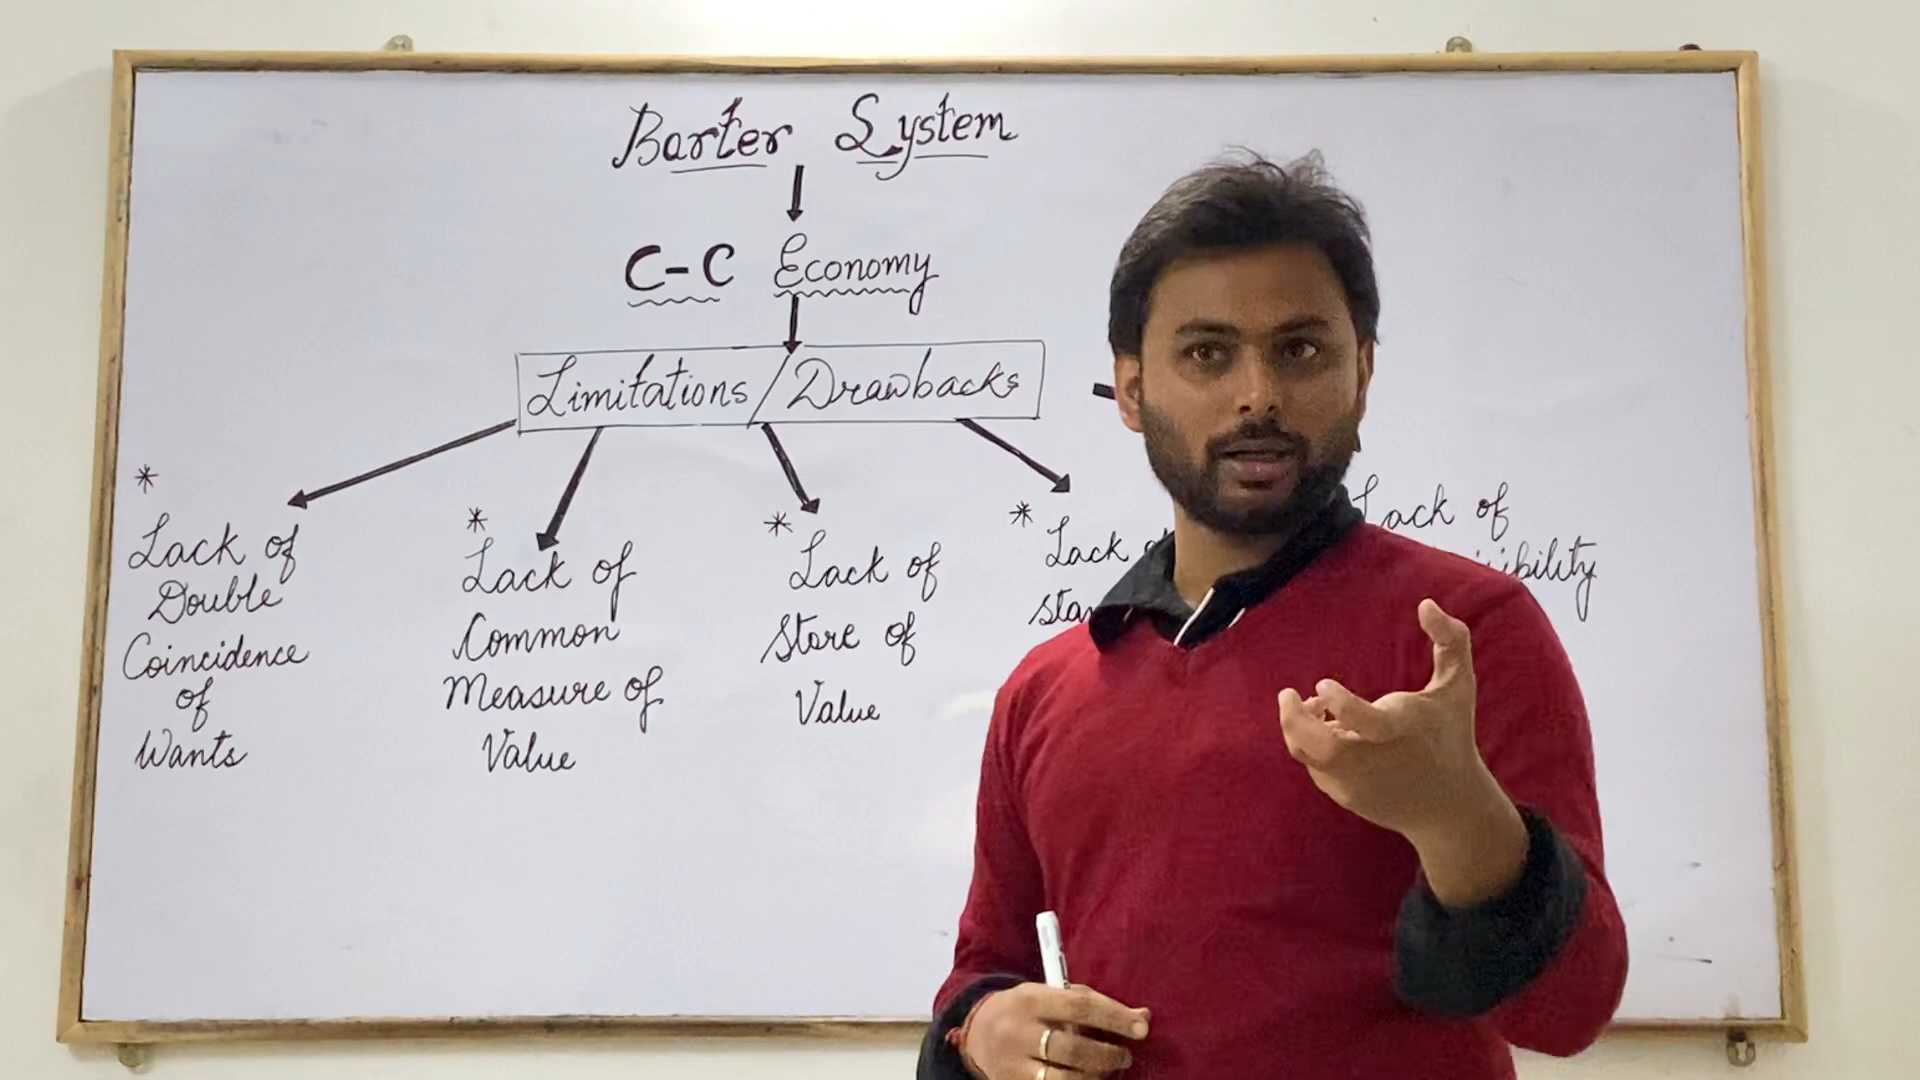 Barter System
C-C Economy
Limitations / Drawbacks
*
Lack of
Double
Coincidence
of
Wants
*
Lack of
Common
Measure of
Value
*
Lack of
Store of
Value
*
Lack
Lack of